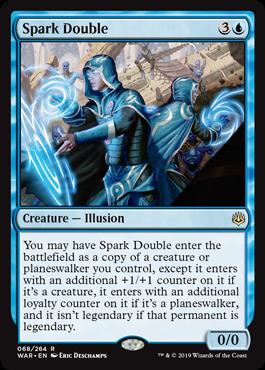 Spark Double 3
Creature — Illusion
You may have Spark Double enter the
battlefield as a copy of a creature or
planeswalker you control, except it enters
with an additional +1/+1 counter on it if
it's a creature, it enters with an additional
loyalty counter on it if it's a planeswalker,
and it isn't legendary if that permanent is
legendary.
0/0
068/264 R
WAR • EN ERIC DESCHAMPS
™ & © 2019 Wizards of the Coast